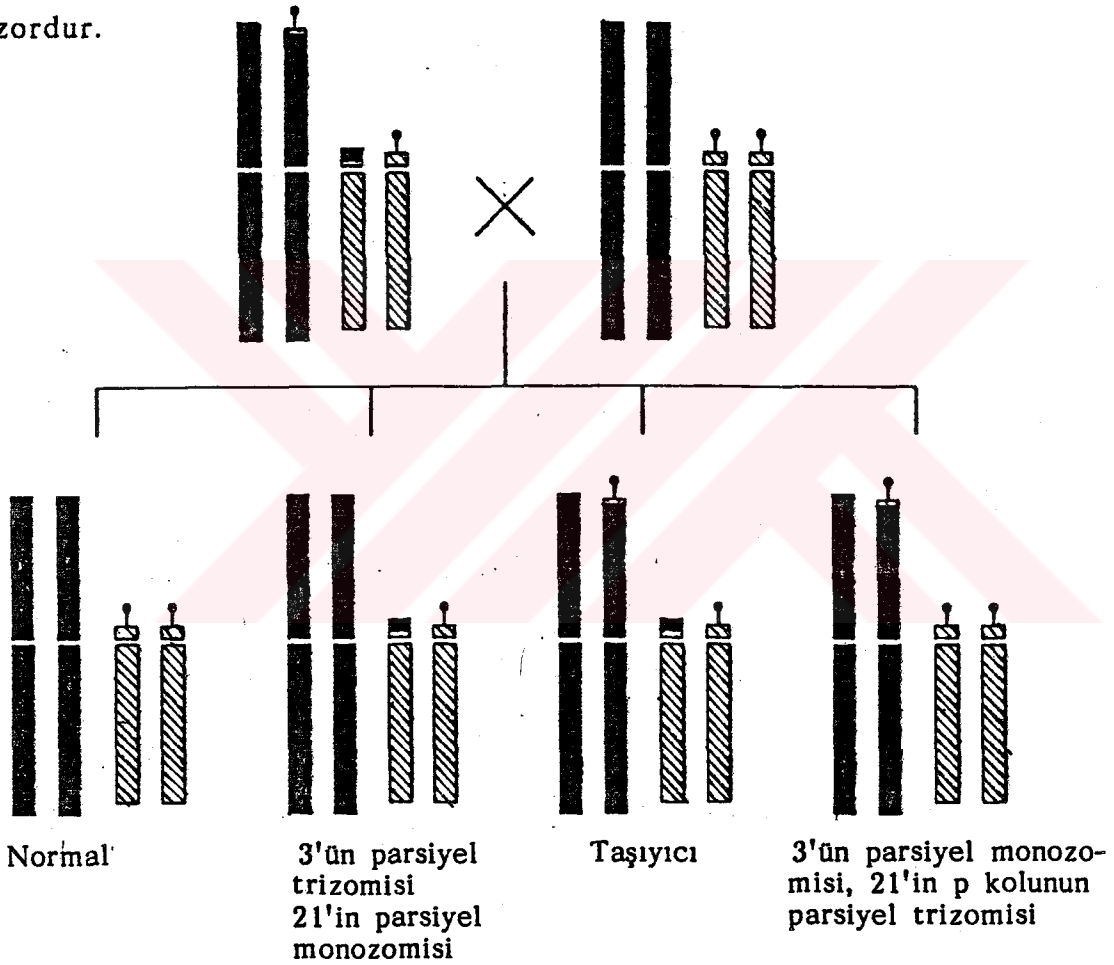 zordur.
Normal
3'ün parsiyel
trizomisi
21'in parsiyel
monozomisi
Taşıyıcı
3'ün parsiyel monozo-
misi, 21'in p kolunun
parsiyel trizomisi